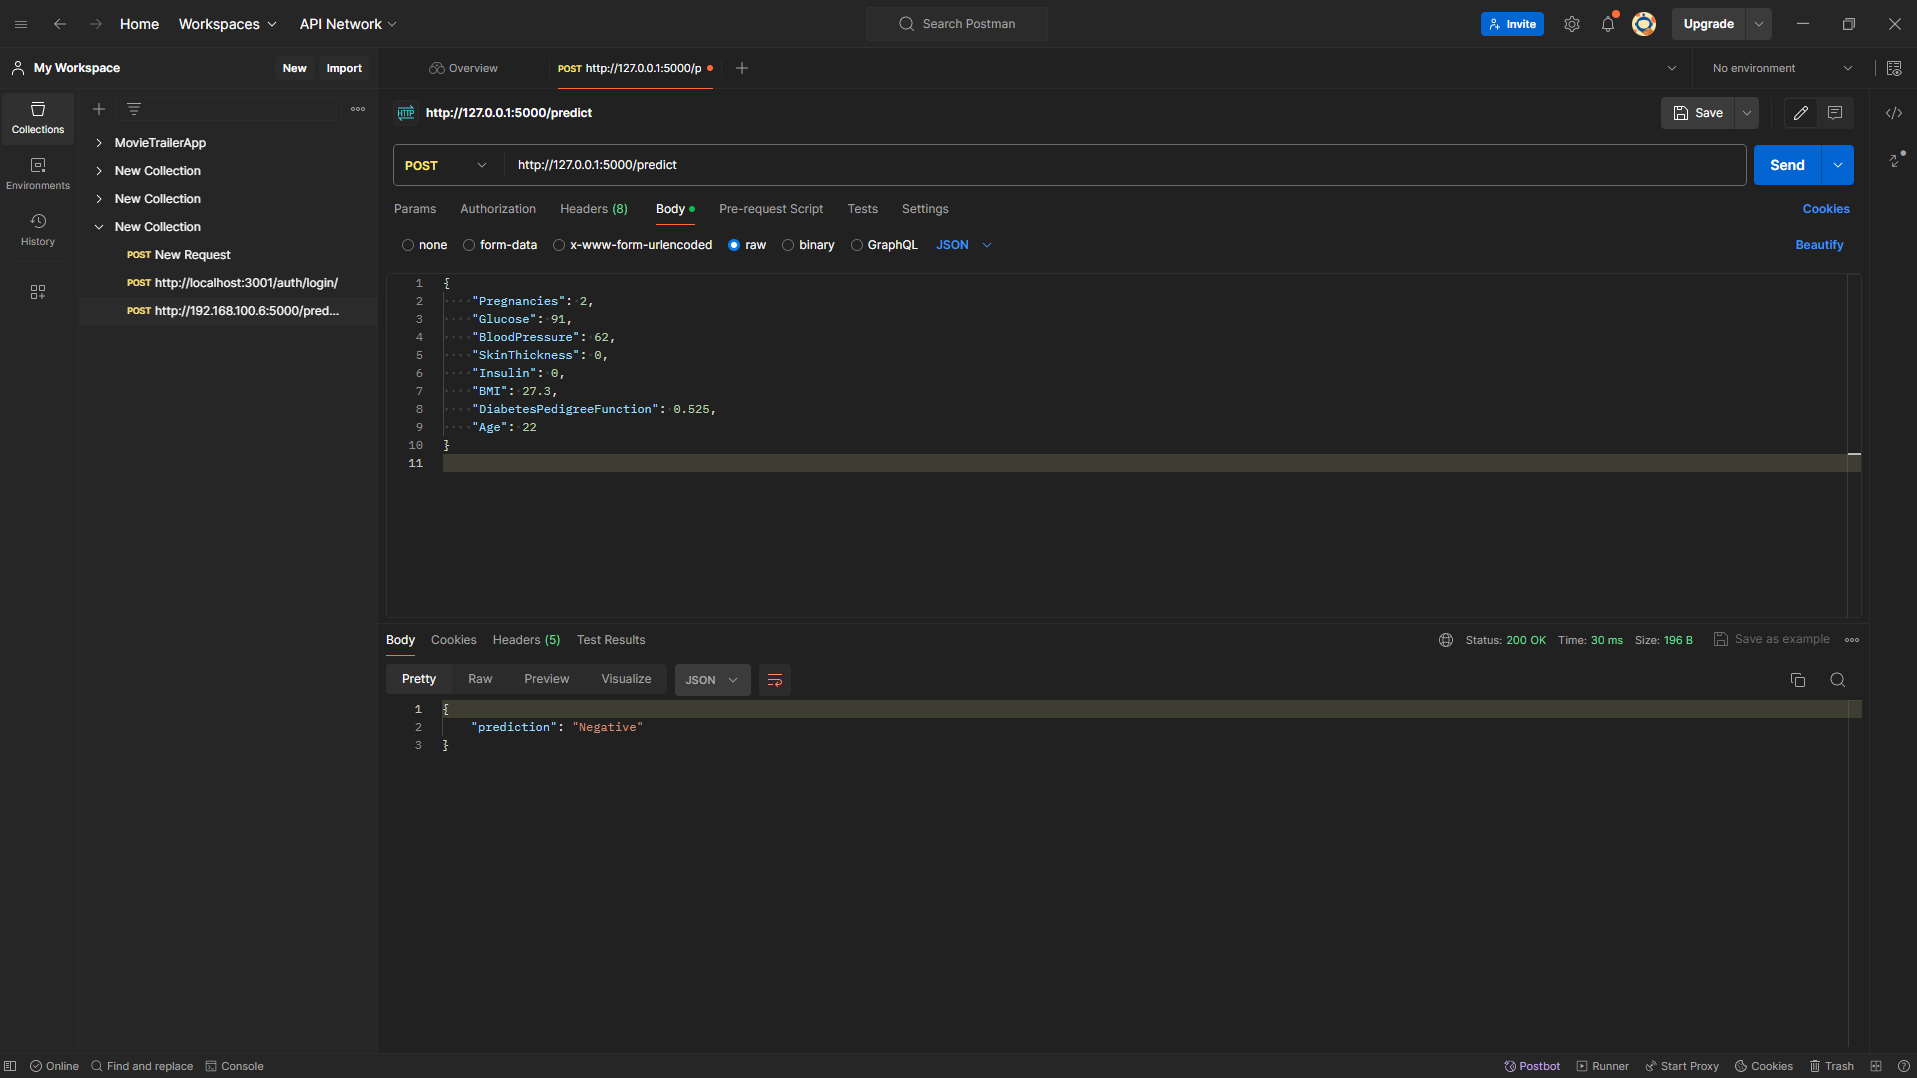 Home Workspaces API Network Search Postman Invite Upgrade
My Workspace New Import Overview POST http://127.0.0.1:5000/p No environment
Collections
Environments
History
MovieTrailerApp
New Collection
New Collection
New Collection
POST New Request
POST http://localhost:3001/auth/login/
POST http://192.168.100.6:5000/pred...
HTTP http://127.0.0.1:5000/predict Save
POST http://127.0.0.1:5000/predict Send
Params Authorization Headers (8) Body Pre-request Script Tests Settings Cookies
none form-data x-www-form-urlencoded raw binary GraphQL JSON Beautify
1 {
2 "Pregnancies": 2,
3 "Glucose": 91,
4 "BloodPressure": 62,
5 "SkinThickness": 0,
6 "Insulin": 0,
7 "BMI": 27.3,
8 "DiabetesPedigreeFunction": 0.525,
9 "Age": 22
10 }
11
Body Cookies Headers (5) Test Results Status: 200 OK Time: 30 ms Size: 196 B Save as example
Pretty Raw Preview Visualize JSON
1 {
2 "prediction": "Negative"
3 }
Online Find and replace Console Postbot Runner Start Proxy Cookies Trash